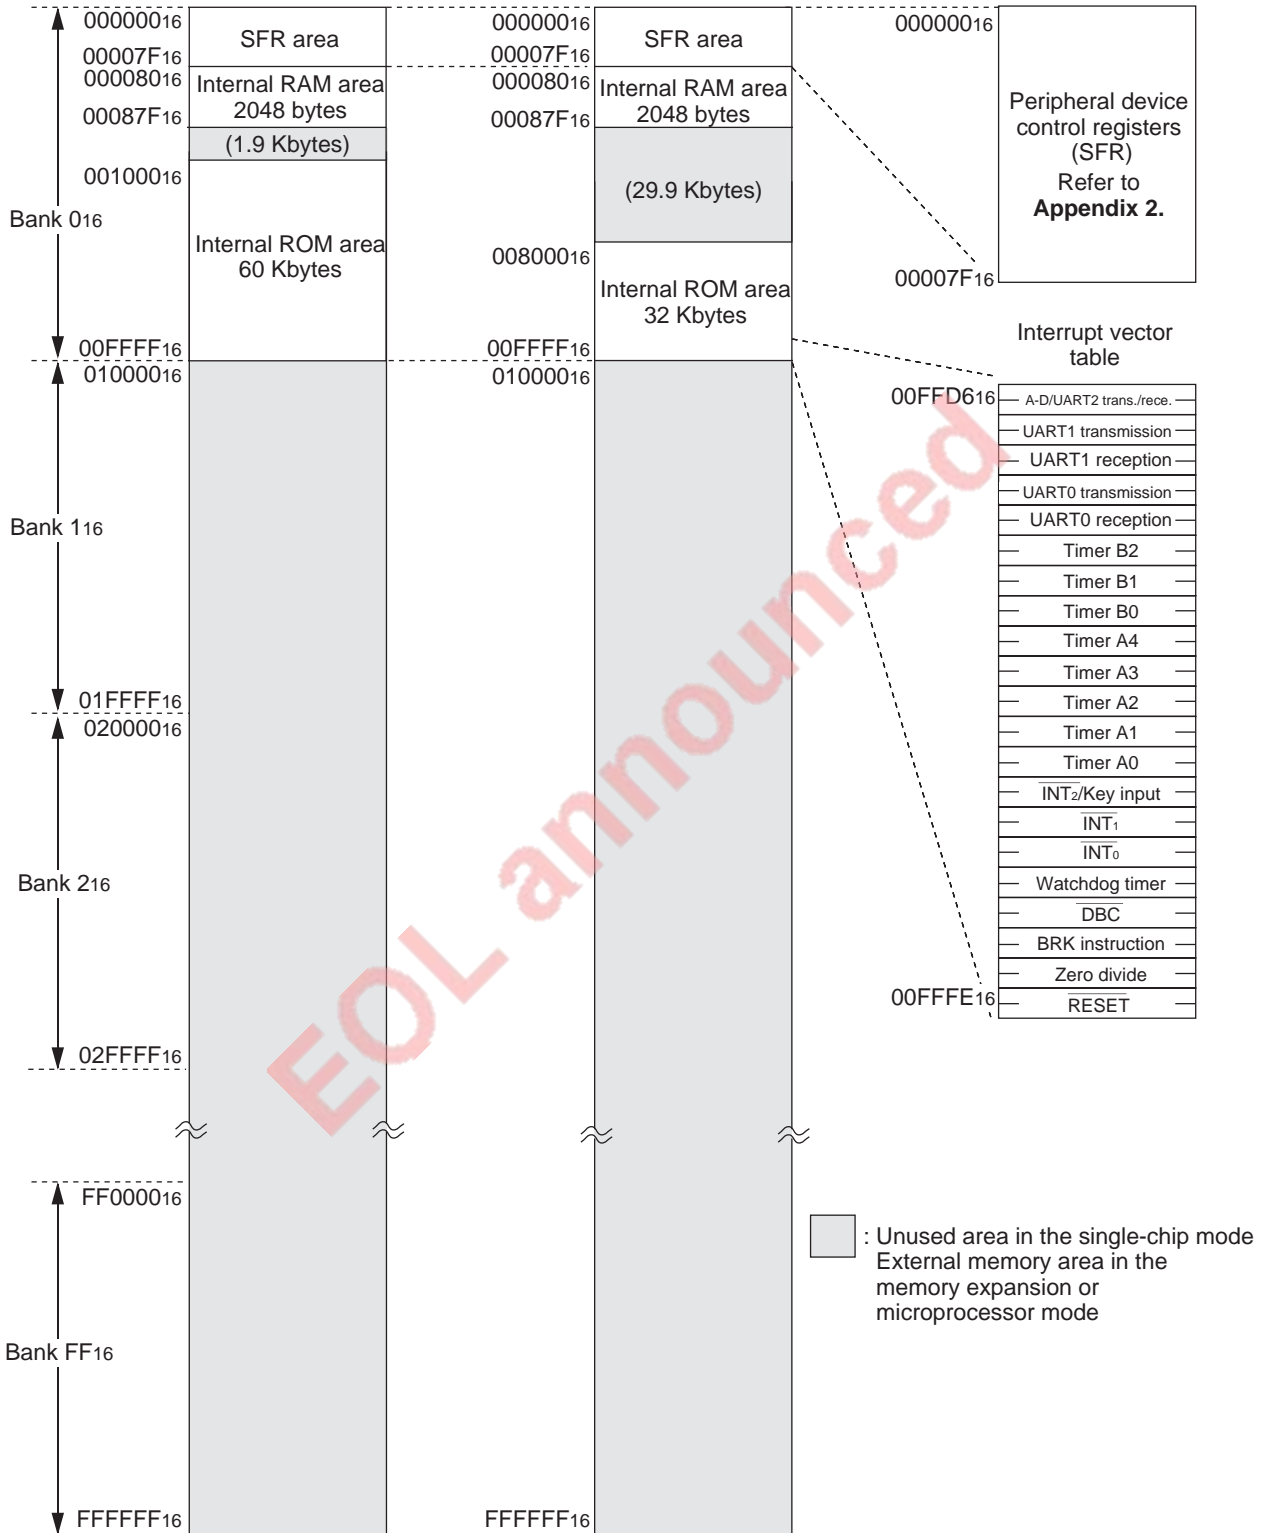 000000₁₆
SFR area
00007F₁₆
000080₁₆
Internal RAM area
2048 bytes
00087F₁₆
(1.9 Kbytes)
001000₁₆
Bank 0₁₆
Internal ROM area
60 Kbytes
00FFFF₁₆
010000₁₆
Bank 1₁₆
01FFFF₁₆
020000₁₆
Bank 2₁₆
02FFFF₁₆
FF0000₁₆
Bank FF₁₆
FFFFFF₁₆
000000₁₆
SFR area
00007F₁₆
000080₁₆
Internal RAM area
2048 bytes
00087F₁₆
(29.9 Kbytes)
008000₁₆
Internal ROM area
32 Kbytes
00FFFF₁₆
010000₁₆
FFFFFF₁₆
000000₁₆
Peripheral device
control registers
(SFR)
Refer to
Appendix 2.
00007F₁₆
Interrupt vector
table
00FFD6₁₆
A-D/UART2 trans./rece.
UART1 transmission
UART1 reception
UART0 transmission
UART0 reception
Timer B2
Timer B1
Timer B0
Timer A4
Timer A3
Timer A2
Timer A1
Timer A0
INT₂/Key input
INT₁
INT₀
Watchdog timer
DBC
BRK instruction
Zero divide
00FFFE₁₆
RESET
: Unused area in the single-chip mode
External memory area in the
memory expansion or
microprocessor mode
EOL announced